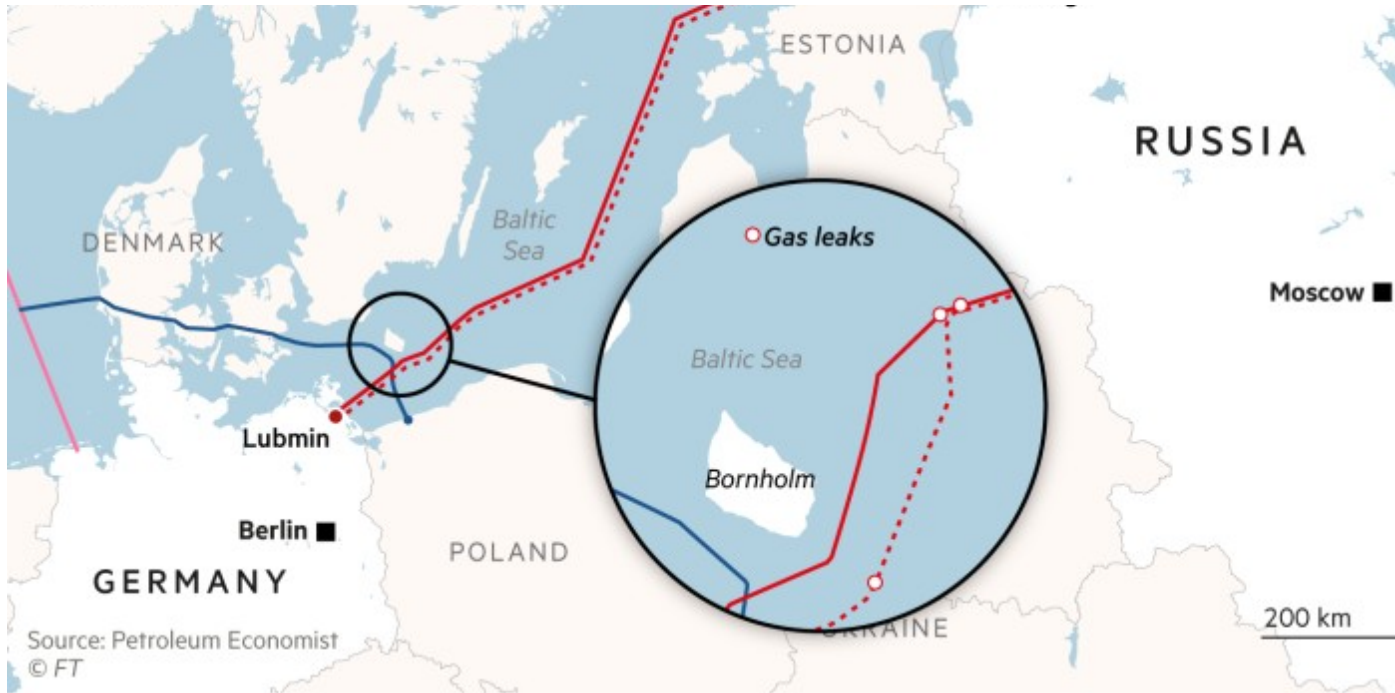 ESTONIA
RUSSIA
Baltic
Sea
DENMARK
Gas leaks
Moscow
Baltic Sea
Lubmin
Bornholm
Berlin
POLAND
GERMANY
200 km
Source: Petroleum Economist
© FT